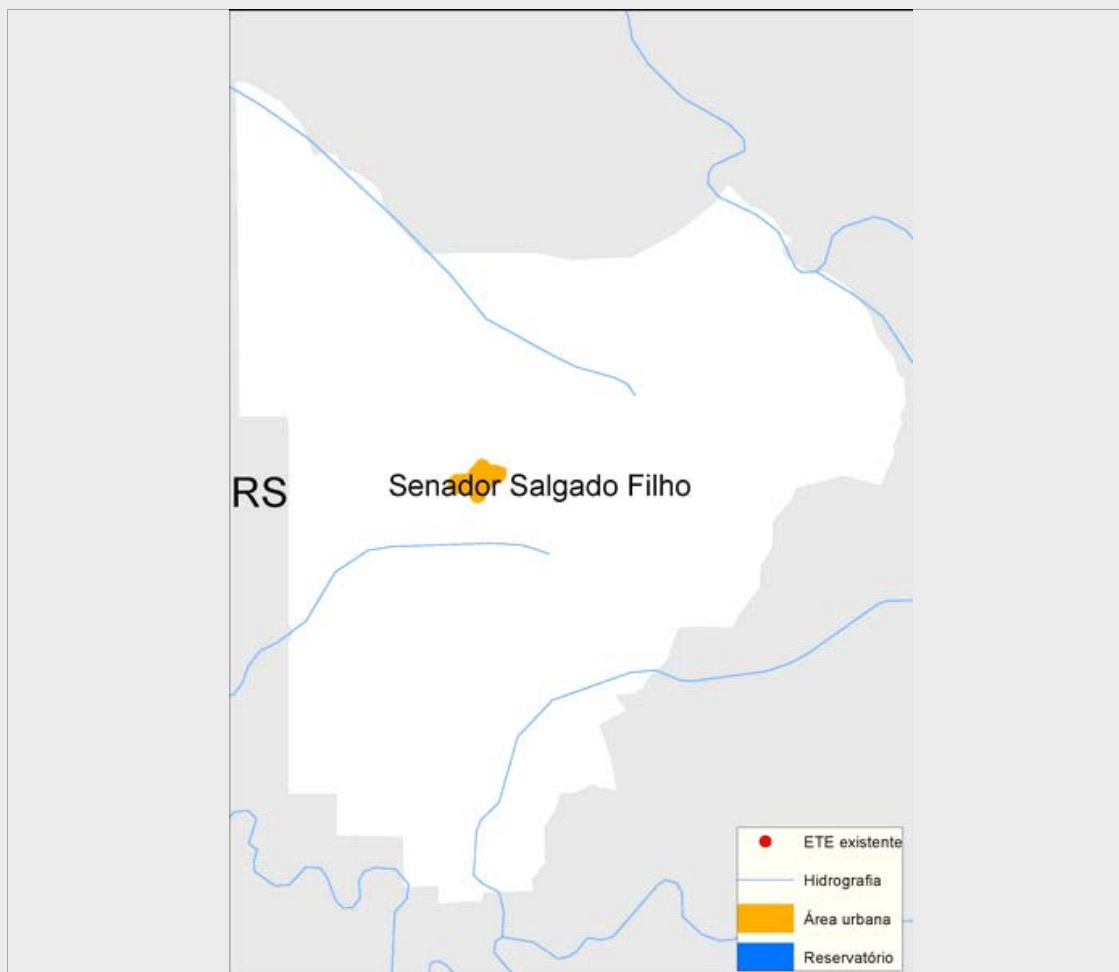 RS
Senador Salgado Filho
ETE existente
Hidrografia
Área urbana
Reservatório